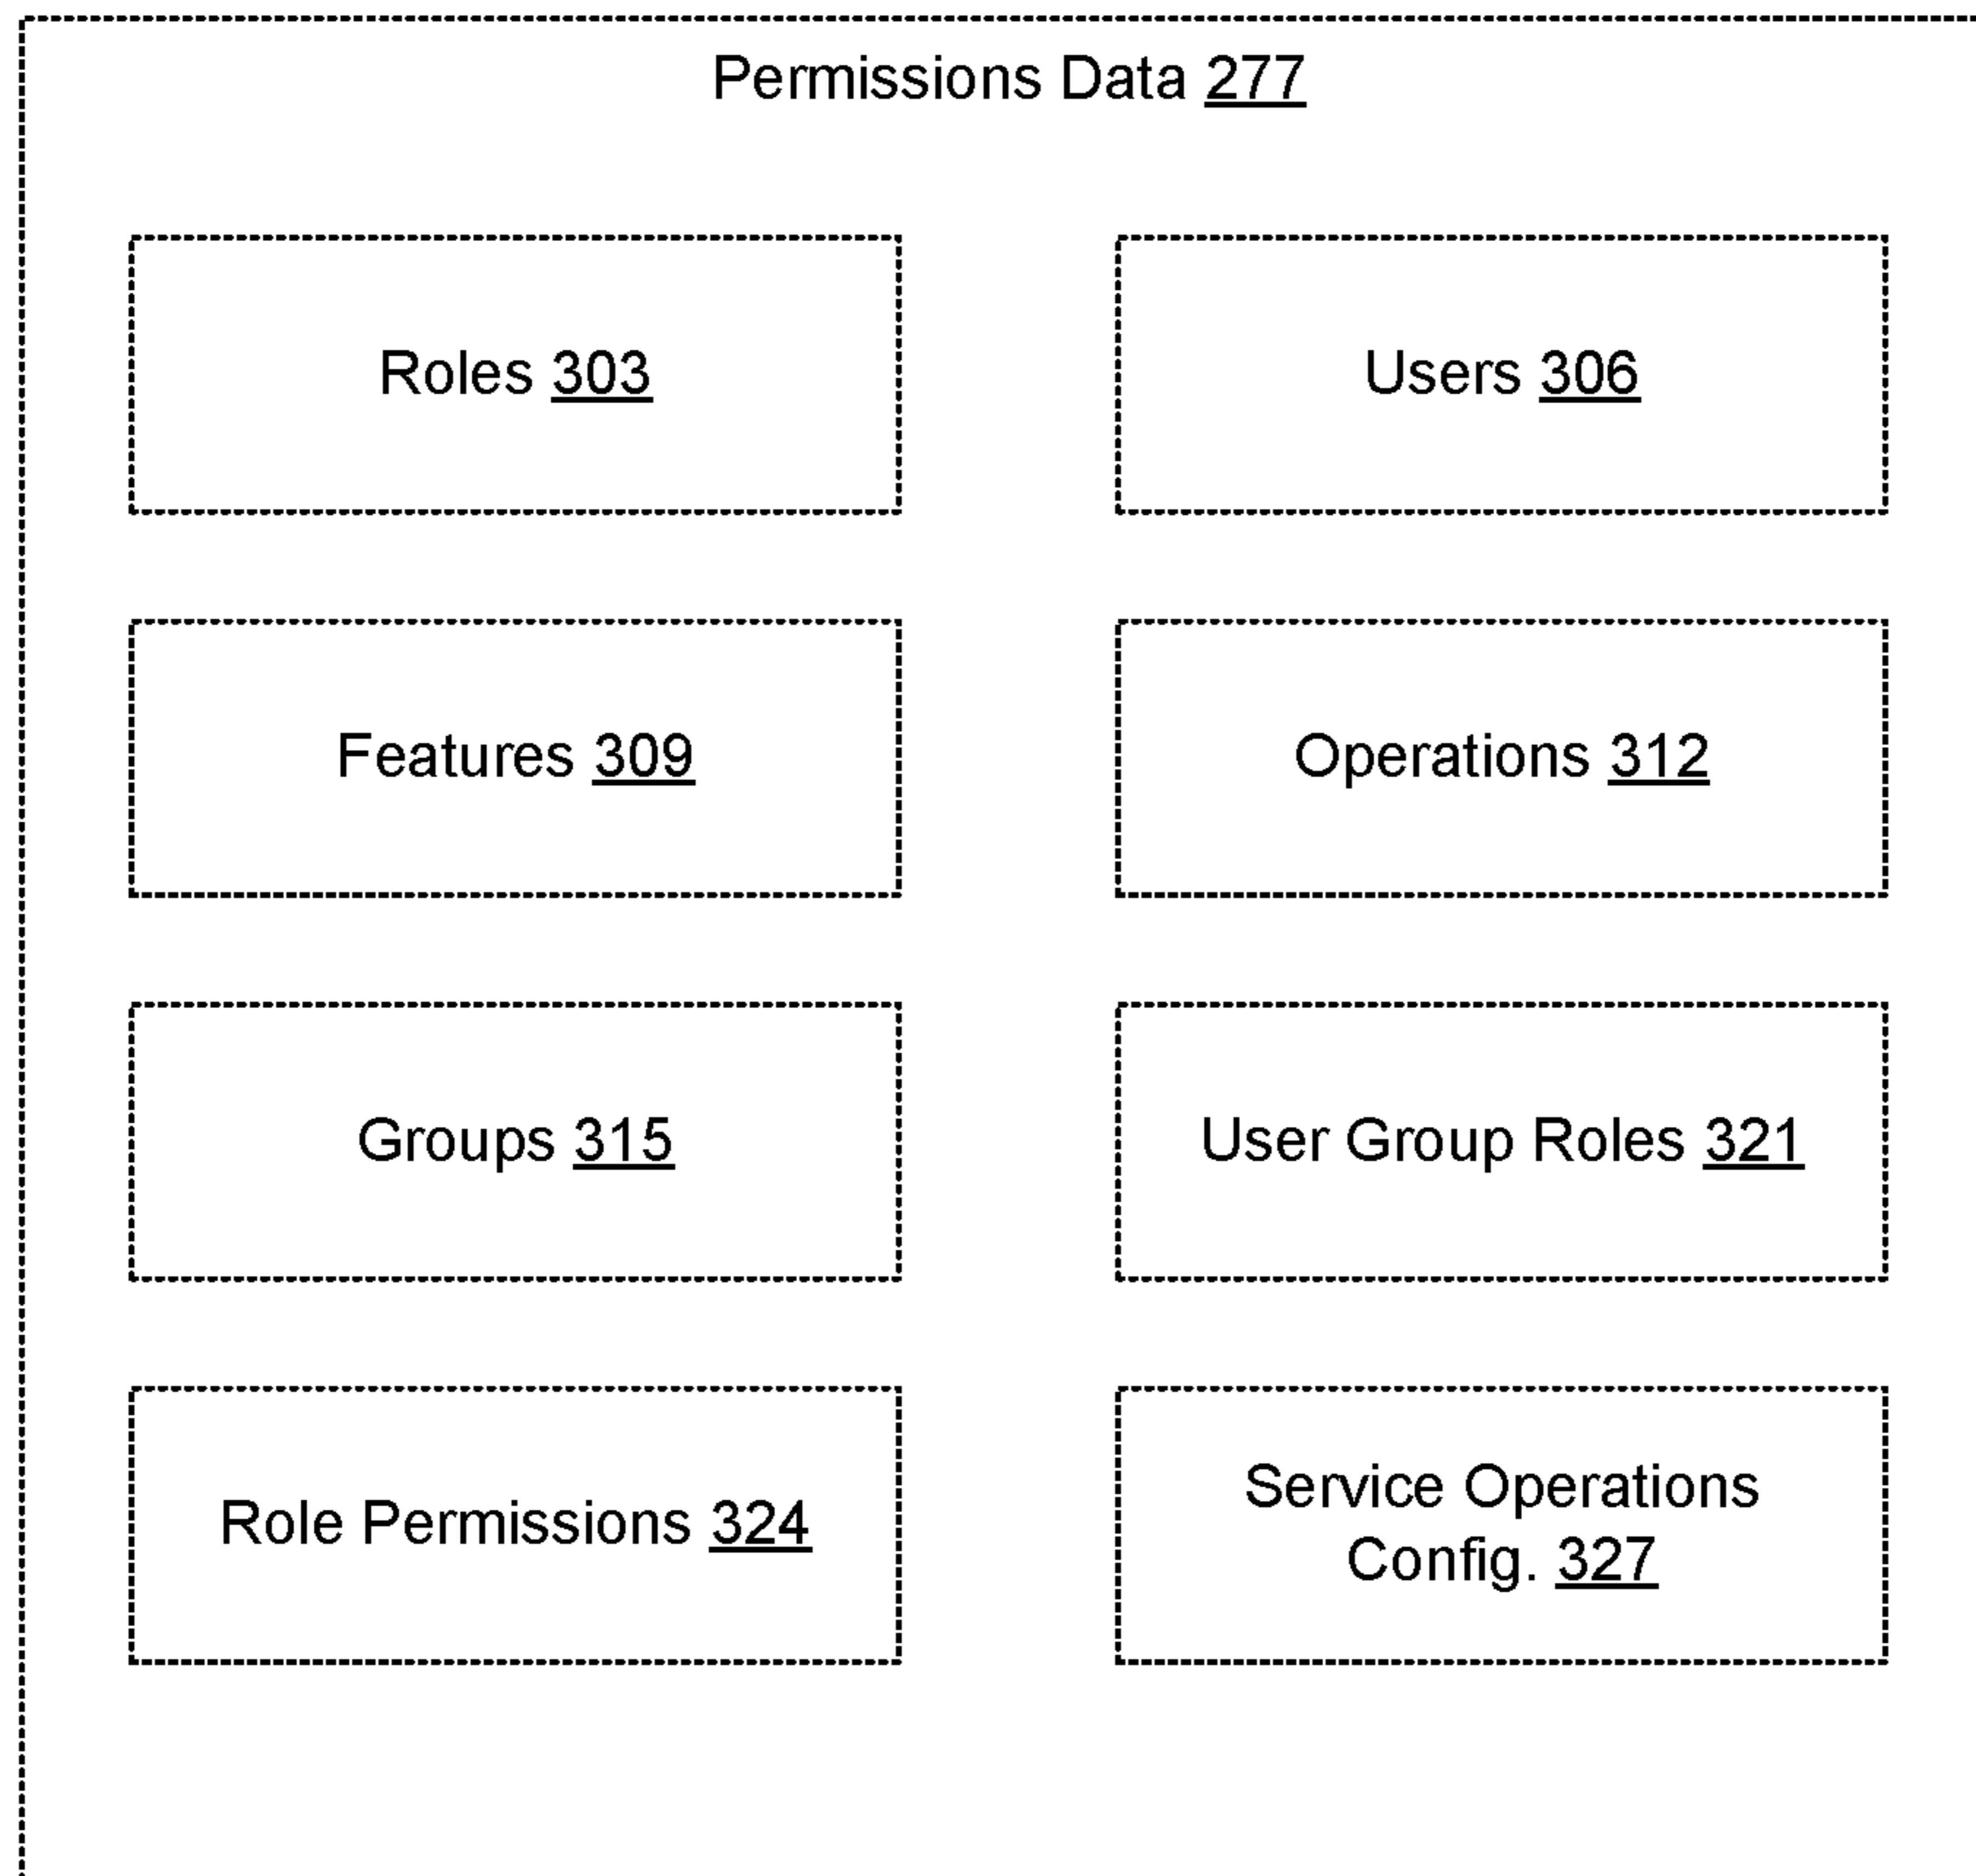 Permissions Data 277
Roles 303
Users 306
Features 309
Operations 312
Groups 315
User Group Roles 321
Role Permissions 324
Service Operations
Config. 327